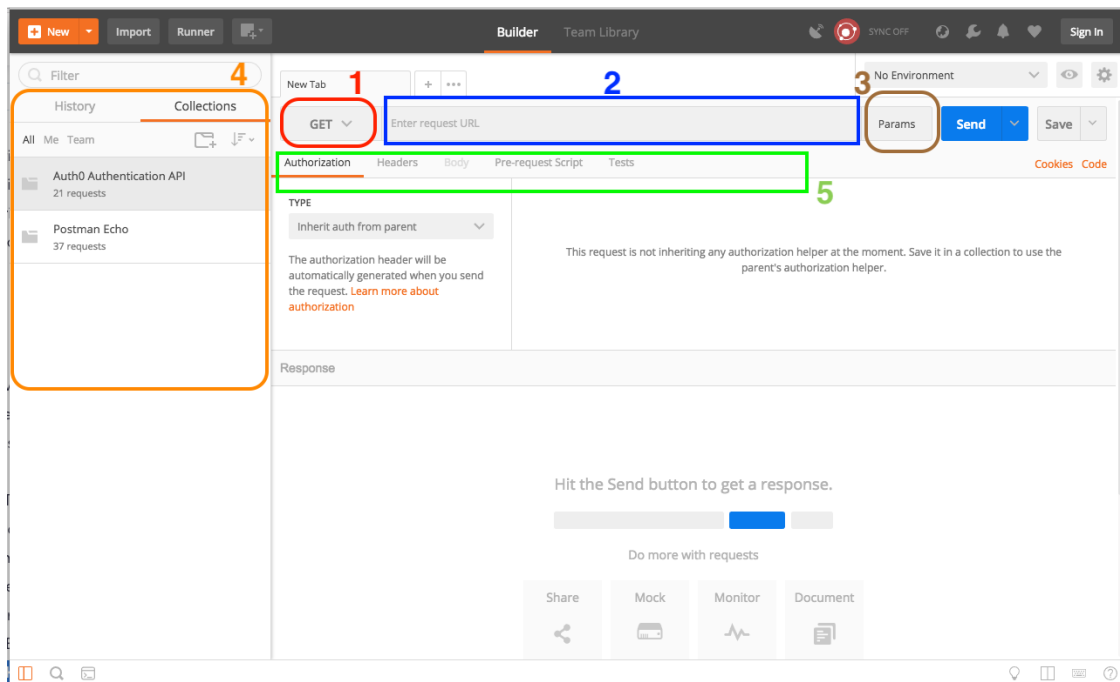 New Import Runner Builder Team Library SYNC OFF Sign In
Filter
4
History Collections
All Me Team
Auth0 Authentication API
21 requests
Postman Echo
37 requests
New Tab + ••• No Environment
1 2 3
GET Enter request URL Params Send Save
Authorization Headers Body Pre-request Script Tests Cookies Code
5
TYPE
Inherit auth from parent
The authorization header will be
automatically generated when you send
the request. Learn more about
authorization
This request is not inheriting any authorization helper at the moment. Save it in a collection to use the
parent's authorization helper.
Response
Hit the Send button to get a response.
Do more with requests
Share Mock Monitor Document